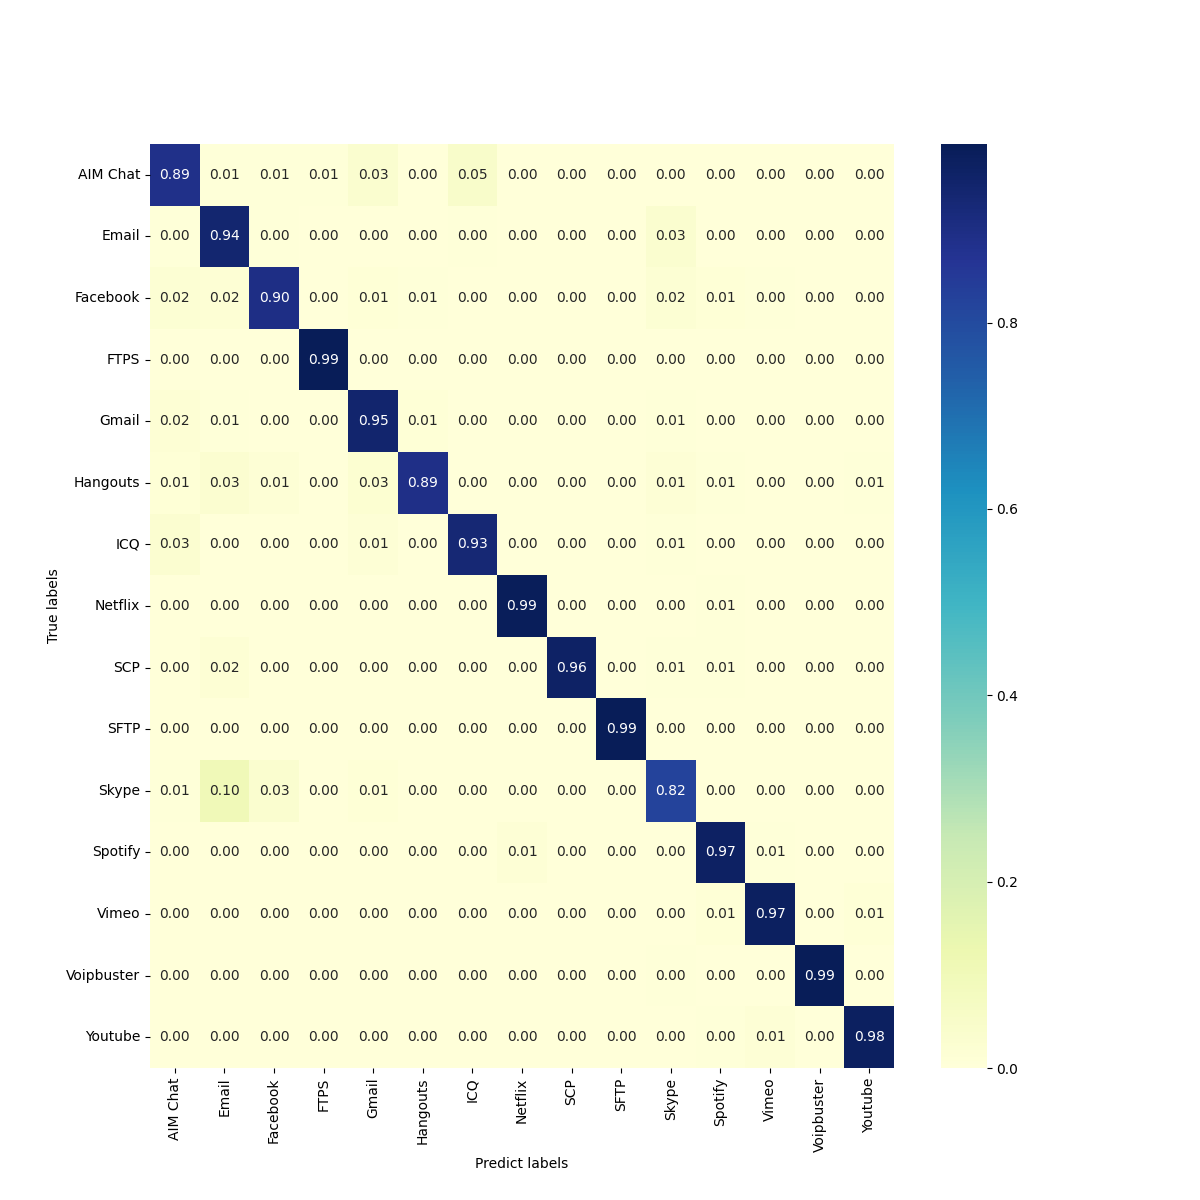 AIM Chat 0.89 0.01 0.01 0.01 0.03 0.00 0.05 0.00 0.00 0.00 0.00 0.00 0.00 0.00 0.00
Email 0.00 0.94 0.00 0.00 0.00 0.00 0.00 0.00 0.00 0.00 0.03 0.00 0.00 0.00 0.00
Facebook 0.02 0.02 0.90 0.00 0.01 0.01 0.00 0.00 0.00 0.00 0.02 0.01 0.00 0.00 0.00
0.8
FTPS 0.00 0.00 0.00 0.99 0.00 0.00 0.00 0.00 0.00 0.00 0.00 0.00 0.00 0.00 0.00
Gmail 0.02 0.01 0.00 0.00 0.95 0.01 0.00 0.00 0.00 0.00 0.01 0.00 0.00 0.00 0.00
Hangouts 0.01 0.03 0.01 0.00 0.03 0.89 0.00 0.00 0.00 0.00 0.01 0.01 0.00 0.00 0.01
0.6
ICQ 0.03 0.00 0.00 0.00 0.01 0.00 0.93 0.00 0.00 0.00 0.01 0.00 0.00 0.00 0.00
True labels
Netflix 0.00 0.00 0.00 0.00 0.00 0.00 0.00 0.99 0.00 0.00 0.00 0.01 0.00 0.00 0.00
SCP 0.00 0.02 0.00 0.00 0.00 0.00 0.00 0.00 0.96 0.00 0.01 0.01 0.00 0.00 0.00
0.4
SFTP 0.00 0.00 0.00 0.00 0.00 0.00 0.00 0.00 0.00 0.99 0.00 0.00 0.00 0.00 0.00
Skype 0.01 0.10 0.03 0.00 0.01 0.00 0.00 0.00 0.00 0.00 0.82 0.00 0.00 0.00 0.00
Spotify 0.00 0.00 0.00 0.00 0.00 0.00 0.00 0.01 0.00 0.00 0.00 0.97 0.01 0.00 0.00
0.2
Vimeo 0.00 0.00 0.00 0.00 0.00 0.00 0.00 0.00 0.00 0.00 0.00 0.01 0.97 0.00 0.01
Voipbuster 0.00 0.00 0.00 0.00 0.00 0.00 0.00 0.00 0.00 0.00 0.00 0.00 0.00 0.99 0.00
Youtube 0.00 0.00 0.00 0.00 0.00 0.00 0.00 0.00 0.00 0.00 0.00 0.00 0.01 0.00 0.98
0.0
AIM Chat Email Facebook FTPS Gmail Hangouts ICQ Netflix SCP SFTP Skype Spotify Vimeo Voipbuster Youtube
Predict labels